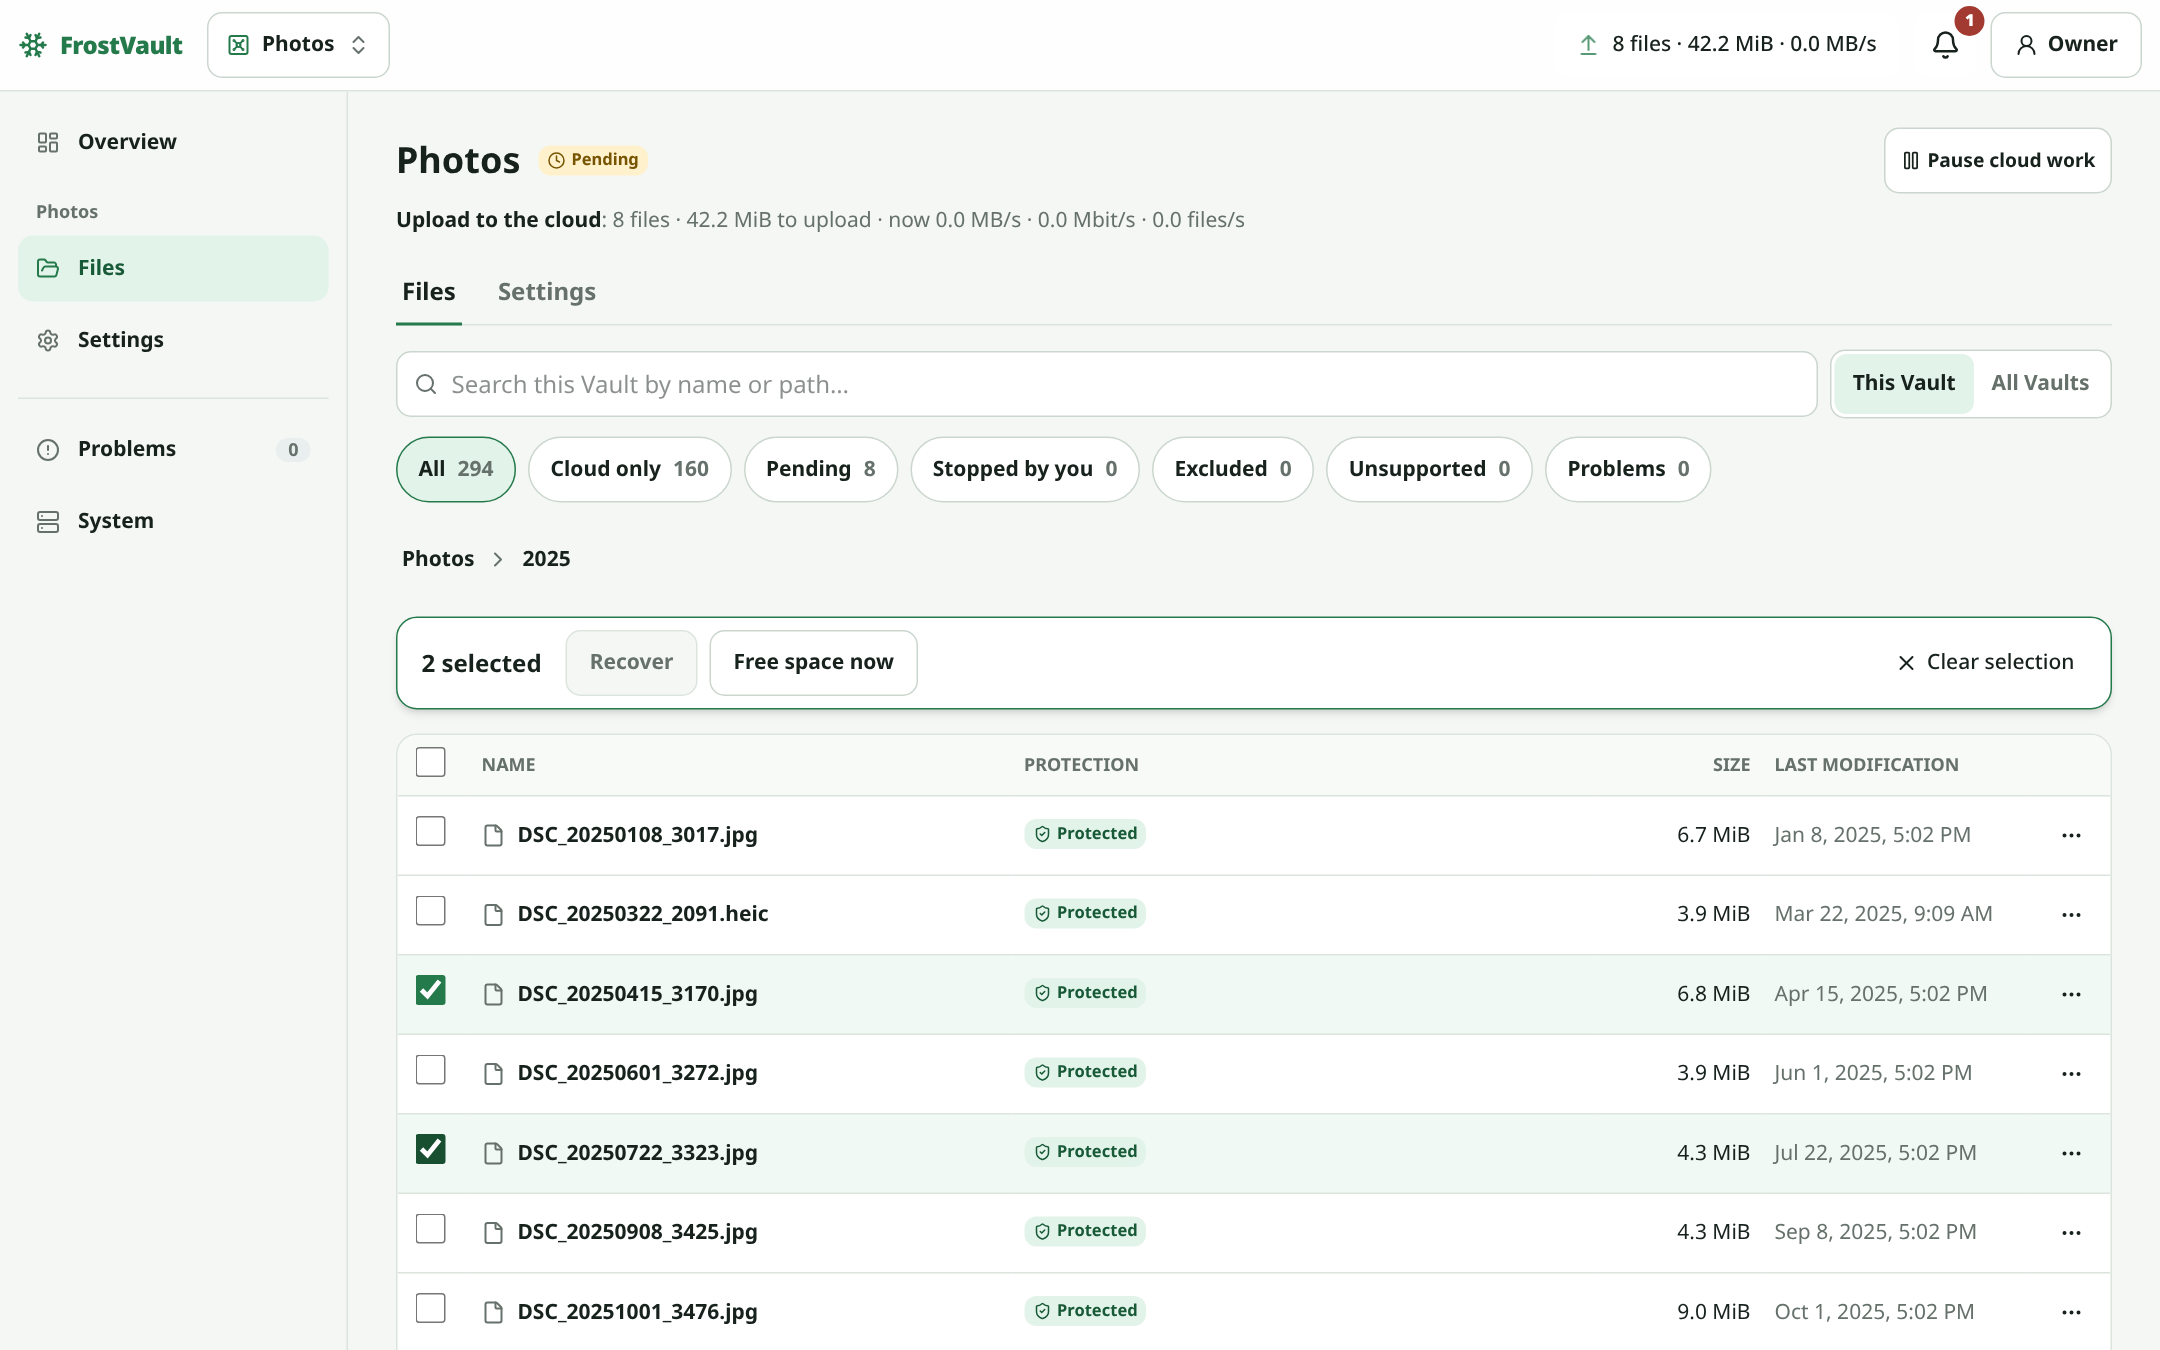 FrostVault
Photos
8 files · 42.2 MiB · 0.0 MB/s
1
Owner
Overview
Photos
Files
Settings
Problems 0
System
Photos
Pending
Pause cloud work
Upload to the cloud: 8 files · 42.2 MiB to upload · now 0.0 MB/s · 0.0 Mbit/s · 0.0 files/s
Files Settings
Search this Vault by name or path...
This Vault All Vaults
All 294 Cloud only 160 Pending 8 Stopped by you 0 Excluded 0 Unsupported 0 Problems 0
Photos > 2025
2 selected Recover Free space now Clear selection
NAME PROTECTION SIZE LAST MODIFICATION
DSC_20250108_3017.jpg Protected 6.7 MiB Jan 8, 2025, 5:02 PM
DSC_20250322_2091.heic Protected 3.9 MiB Mar 22, 2025, 9:09 AM
DSC_20250415_3170.jpg Protected 6.8 MiB Apr 15, 2025, 5:02 PM
DSC_20250601_3272.jpg Protected 3.9 MiB Jun 1, 2025, 5:02 PM
DSC_20250722_3323.jpg Protected 4.3 MiB Jul 22, 2025, 5:02 PM
DSC_20250908_3425.jpg Protected 4.3 MiB Sep 8, 2025, 5:02 PM
DSC_20251001_3476.jpg Protected 9.0 MiB Oct 1, 2025, 5:02 PM